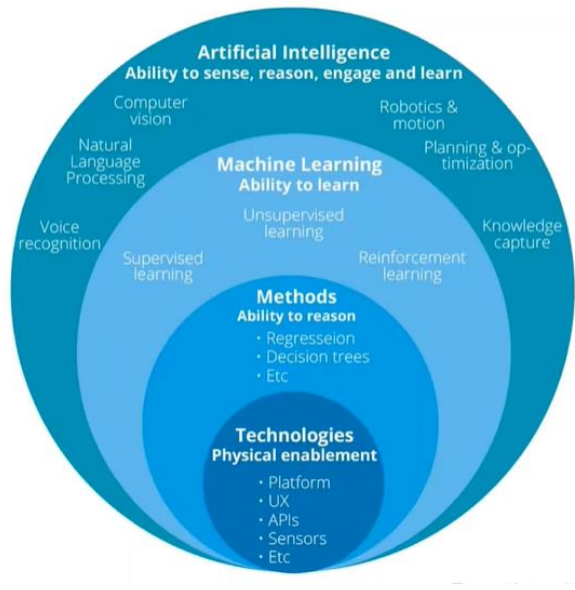 Artificial Intelligence
Ability to sense, reason, engage and learn
Computer
vision
Robotics &
motion
Natural
Language
Processing
Planning & op-
timization
Machine Learning
Ability to learn
Unsupervised
learning
Voice
recognition
Knowledge
capture
Supervised
learning
Reinforcement
learning
Methods
Ability to reason
· Regresseion
· Decision trees
· Etc
Technologies
Physical enablement
· Platform
· UX
· APIs
· Sensors
· Etc